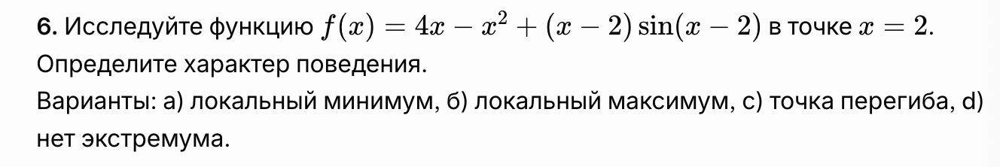 6. Исследуйте функцию f(x) = 4x − x² + (x − 2) sin(x − 2) в точке x = 2.
Определите характер поведения.
Варианты: a) локальный минимум, б) локальный максимум, c) точка перегиба, d)
нет экстремума.